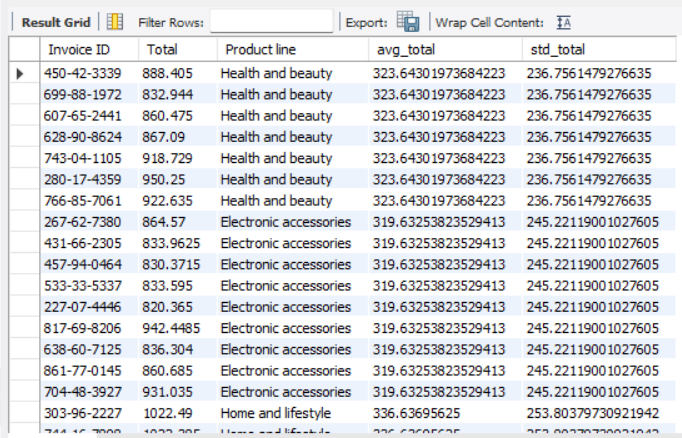 Result Grid Filter Rows: Export: Wrap Cell Content:
Invoice ID Total Product line avg_total std_total
450-42-3339 888.405 Health and beauty 323.64301973684223 236.7561479276635
699-88-1972 832.944 Health and beauty 323.64301973684223 236.7561479276635
607-65-2441 860.475 Health and beauty 323.64301973684223 236.7561479276635
628-90-8624 867.09 Health and beauty 323.64301973684223 236.7561479276635
743-04-1105 918.729 Health and beauty 323.64301973684223 236.7561479276635
280-17-4359 950.25 Health and beauty 323.64301973684223 236.7561479276635
766-85-7061 922.635 Health and beauty 323.64301973684223 236.7561479276635
267-62-7380 864.57 Electronic accessories 319.63253823529413 245.22119001027605
431-66-2305 833.9625 Electronic accessories 319.63253823529413 245.22119001027605
457-94-0464 830.3715 Electronic accessories 319.63253823529413 245.22119001027605
533-33-5337 833.595 Electronic accessories 319.63253823529413 245.22119001027605
227-07-4446 820.365 Electronic accessories 319.63253823529413 245.22119001027605
817-69-8206 942.4485 Electronic accessories 319.63253823529413 245.22119001027605
638-60-7125 836.304 Electronic accessories 319.63253823529413 245.22119001027605
861-77-0145 860.685 Electronic accessories 319.63253823529413 245.22119001027605
704-48-3927 931.035 Electronic accessories 319.63253823529413 245.22119001027605
303-96-2227 1022.49 Home and lifestyle 336.63695625 253.80379730921942
Home and lifestyle 336.63695625 253.80379730921942